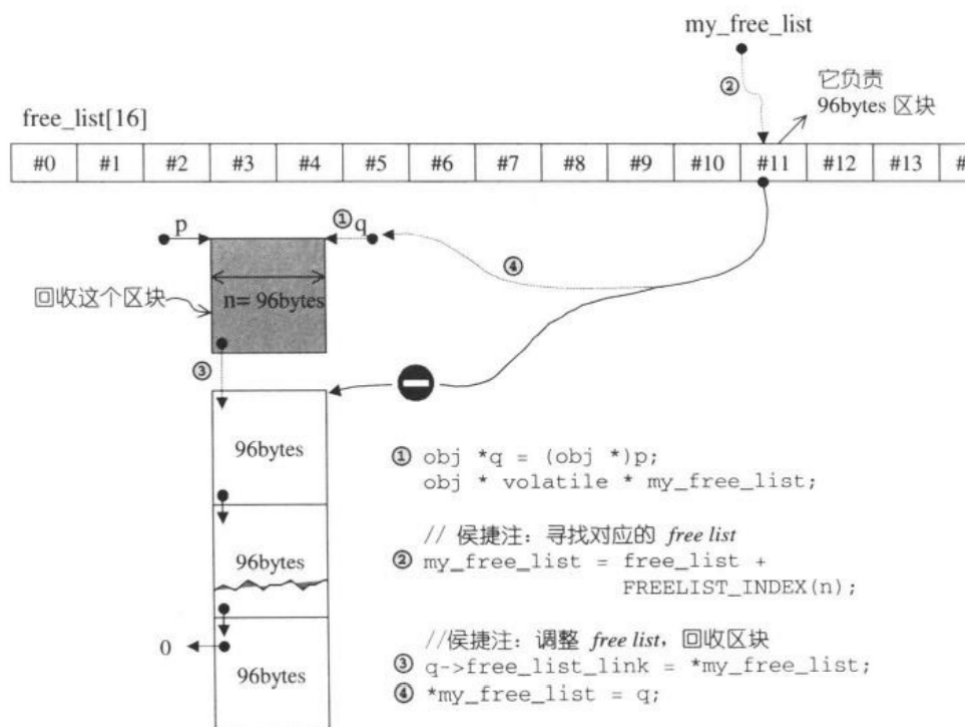 my_free_list
②
它负责
96bytes 区块
free_list[16]
#0 #1 #2 #3 #4 #5 #6 #7 #8 #9 #10 #11 #12 #13 #
p
① q
④
n= 96bytes
回收这个区块
③
96bytes
96bytes
0
96bytes
① obj *q = (obj *)p;
obj * volatile * my_free_list;
// 侯捷注：寻找对应的 free list
② my_free_list = free_list +
FREELIST_INDEX(n);
//侯捷注：调整 free list，回收区块
③ q->free_list_link = *my_free_list;
④ *my_free_list = q;